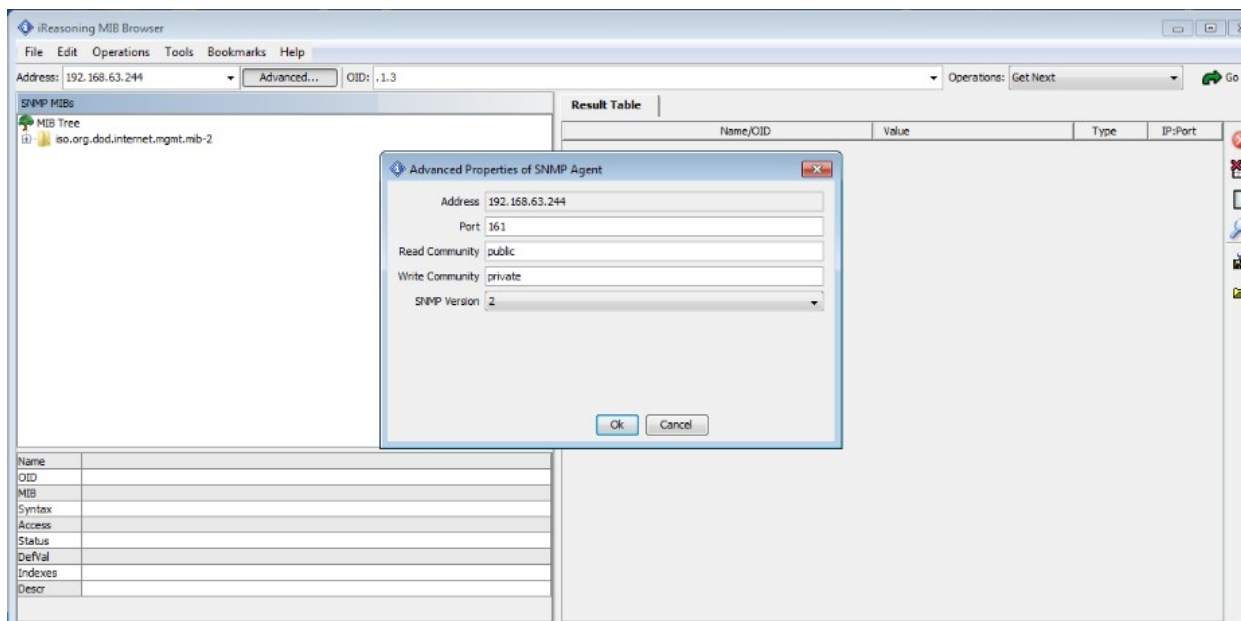 iReasoning MIB Browser
File Edit Operations Tools Bookmarks Help
Address: 192.168.63.244 Advanced... OID: .1.3 Operations: Get Next Go
SNMP MIBs
MIB Tree
iso.org.dod.internet.mgmt.mib-2
Result Table
Name/OID Value Type IP:Port
Advanced Properties of SNMP Agent
Address 192.168.63.244
Port 161
Read Community public
Write Community private
SNMP Version 2
Ok Cancel
Name
OID
MIB
Syntax
Access
Status
DefVal
Indexes
Descr